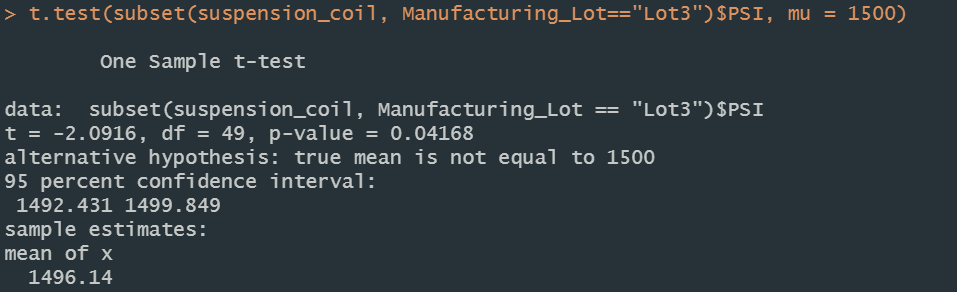 > t.test(subset(suspension_coil, Manufacturing_Lot=="Lot3")$PSI, mu = 1500)
One Sample t-test
data:  subset(suspension_coil, Manufacturing_Lot == "Lot3")$PSI
t = -2.0916, df = 49, p-value = 0.04168
alternative hypothesis: true mean is not equal to 1500
95 percent confidence interval:
1492.431 1499.849
sample estimates:
mean of x
1496.14